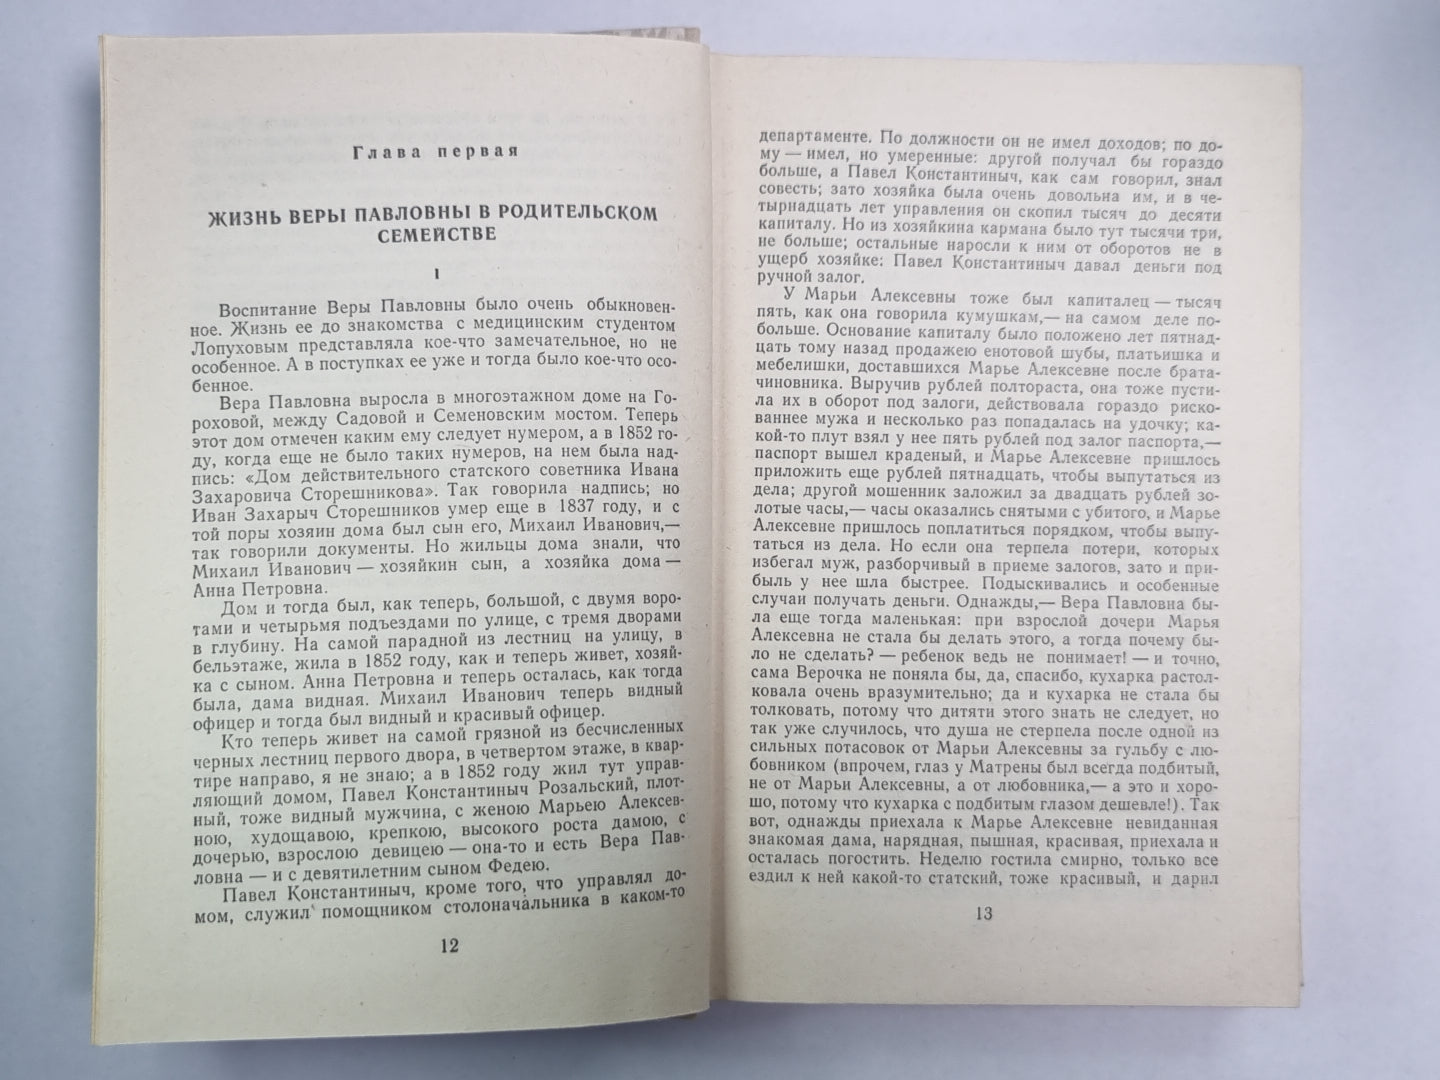 Глава первая
ЖИЗНЬ ВЕРЫ ПАВЛОВНЫ В РОДИТЕЛЬСКОМ
СЕМЕЙСТВЕ
I
Воспитание Веры Павловны было очень обыкновен-
ное. Жизнь ее до знакомства с медицинским студентом
Лопуховым представляла кое-что замечательное, но не
особенное. А в поступках ее уже и тогда было кое-что осо-
бенное.
Вера Павловна выросла в многоэтажном доме на Го-
роховой, между Садовой и Семеновским мостом. Теперь
этот дом отмечен каким ему следует нумером, а в 1852 го-
ду, когда еще не было таких нумеров, на нем была над-
пись: «Дом действительного статского советника Ивана
Захаровича Сторешникова». Так говорила надпись; но
Иван Захарыч Сторешников умер еще в 1837 году, и с
той поры хозяин дома был сын его, Михаил Иванович,—
так говорили документы. Но жильцы дома знали, что
Михаил Иванович — хозяйкин сын, а хозяйка дома —
Анна Петровна.
Дом и тогда был, как теперь, большой, с двумя воро-
тами и четырьмя подъездами по улице, с тремя дворами
в глубину. На самой парадной из лестниц на улицу, в
бельэтаже, жила в 1852 году, как и теперь живет, хозяй-
ка с сыном. Анна Петровна и теперь осталась, как тогда
была, дама видная. Михаил Иванович теперь видный
офицер и тогда был видный и красивый офицер.
Кто теперь живет на самой грязной из бесчисленных
черных лестниц первого двора, в четвертом этаже, в квар-
тире направо, я не знаю; а в 1852 году жил тут управ-
ляющий домом, Павел Константиныч Розальский, плот-
ный, тоже видный мужчина, с женою Марьею Алексев-
ною, худощавою, крепкою, высокого роста дамою, с
дочерью, взрослою девицею — она-то и есть Вера Пав-
ловна — и с девятилетним сыном Федею.
Павел Константиныч, кроме того, что управлял до-
мом, служил помощником столоначальника в каком-то
12
департаменте. По должности он не имел доходов; по до-
му — имел, но умеренные: другой получал бы гораздо
больше, а Павел Константиныч, как сам говорил, знал
совесть; зато хозяйка была очень довольна им, и в че-
тырнадцать лет управления он скопил тысяч до десяти
капиталу. Но из хозяйкина кармана было тут тысячи три,
не больше; остальные наросли к ним от оборотов не в
ущерб хозяйке: Павел Константиныч давал деньги под
ручной залог.
У Марьи Алексевны тоже был капиталец — тысяч
пять, как она говорила кумушкам,— на самом деле по-
больше. Основание капиталу было положено лет пятнад-
цать тому назад продажею енотовой шубы, платьишка и
мебелишки, доставшихся Марье Алексевне после брата-
чиновника. Выручив рублей полтораста, она тоже пусти-
ла их в оборот под залоги, действовала гораздо риско-
ваннее мужа и несколько раз попадалась на удочку; ка-
кой-то плут взял у нее пять рублей под залог паспорта,—
паспорт вышел краденый, и Марье Алексевне пришлось
приложить еще рублей пятнадцать, чтобы выпутаться из
дела; другой мошенник заложил за двадцать рублей зо-
лотые часы,— часы оказались снятыми с убитого, и Марье
Алексевне пришлось поплатиться порядком, чтобы выпу-
таться из дела. Но если она терпела потери, которых
избегал муж, разборчивый в приеме залогов, зато и при-
быль у нее шла быстрее. Подыскивались и особенные
случаи получать деньги. Однажды,— Вера Павловна бы-
ла еще тогда маленькая: при взрослой дочери Марья
Алексевна не стала бы делать этого, а тогда почему бы-
ло не сделать? — ребенок ведь не понимает! — и точно,
сама Верочка не поняла бы, да, спасибо, кухарка растол-
ковала очень вразумительно; да и кухарка не стала бы
толковать, потому что дитяти этого знать не следует, но
так уже случилось, что душа не стерпела после одной из
сильных потасовок от Марьи Алексевны за гульбу с лю-
бовником (впрочем, глаз у Матрены был всегда подбитый,
не от Марьи Алексевны, а от любовника,— а это и хоро-
шо, потому что кухарка с подбитым глазом дешевле!). Так
вот, однажды приехала к Марье Алексевне невиданная
знакомая дама, нарядная, пышная, красивая, приехала и
осталась погостить. Неделю гостила смирно, только все
ездил к ней какой-то статский, тоже красивый, и дарил
13